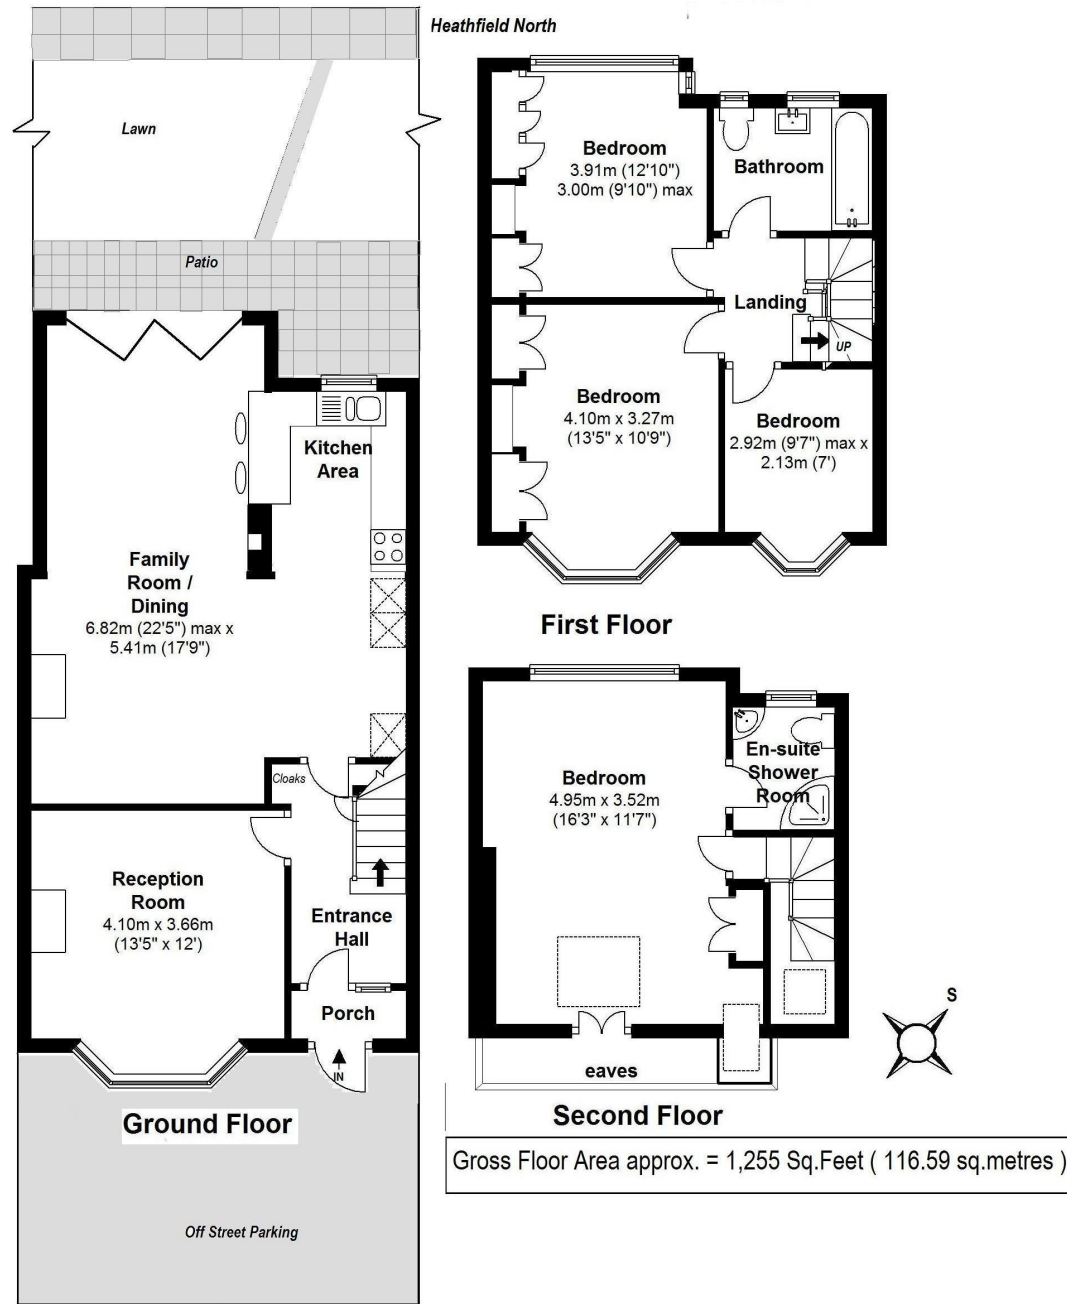 Heathfield North
Lawn
Patio
Kitchen
Area
Family
Room /
Dining
6.82m (22'5") max x
5.41m (17'9")
Cloaks
Reception
Room
4.10m x 3.66m
(13'5" x 12')
Entrance
Hall
Porch
IN
Ground Floor
Off Street Parking
Bedroom
3.91m (12'10")
3.00m (9'10") max
Bathroom
Landing
UP
Bedroom
4.10m x 3.27m
(13'5" x 10'9")
Bedroom
2.92m (9'7") max x
2.13m (7')
First Floor
Bedroom
4.95m x 3.52m
(16'3" x 11'7")
En-suite
Shower
Room
eaves
Second Floor
S
Gross Floor Area approx. = 1,255 Sq.Feet ( 116.59 sq.metres )